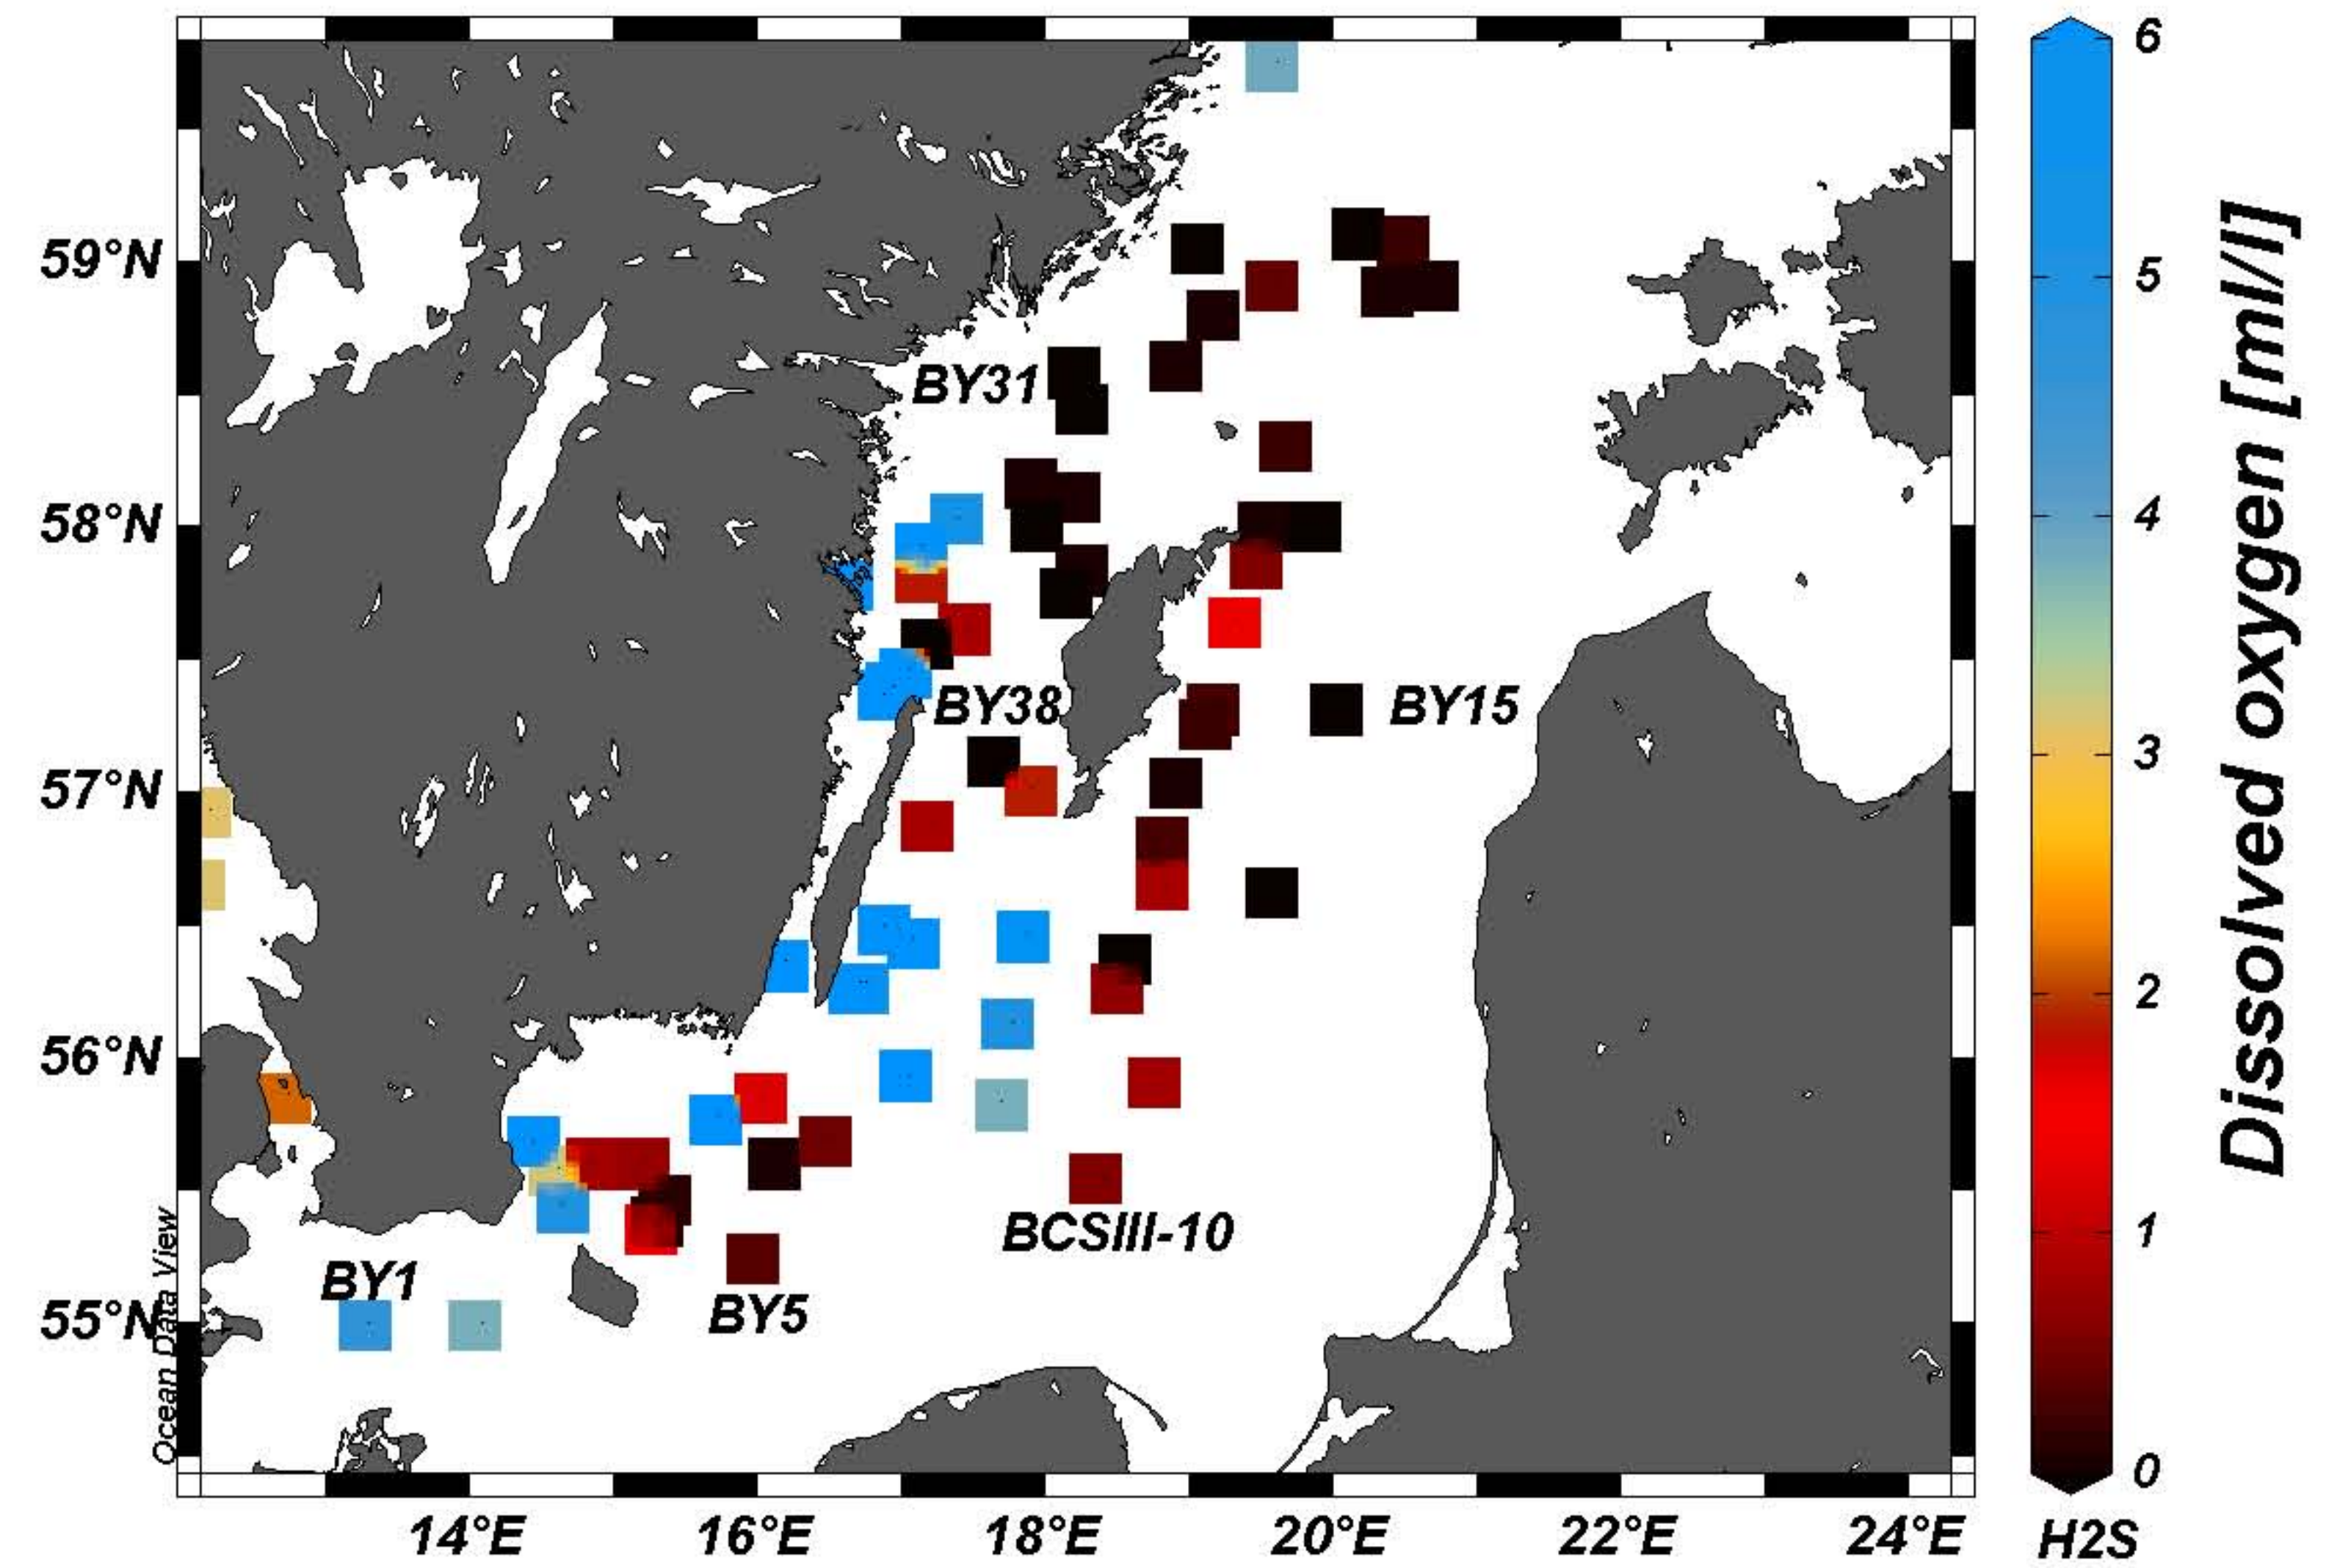 59°N
58°N
57°N
56°N
55°N
14°E
16°E
18°E
20°E
22°E
24°E
BY31
BY38
BY15
BCSIII-10
BY1
BY5
Ocean Data View
6
5
4
3
2
1
0
H2S
Dissolved oxygen [ml/l]